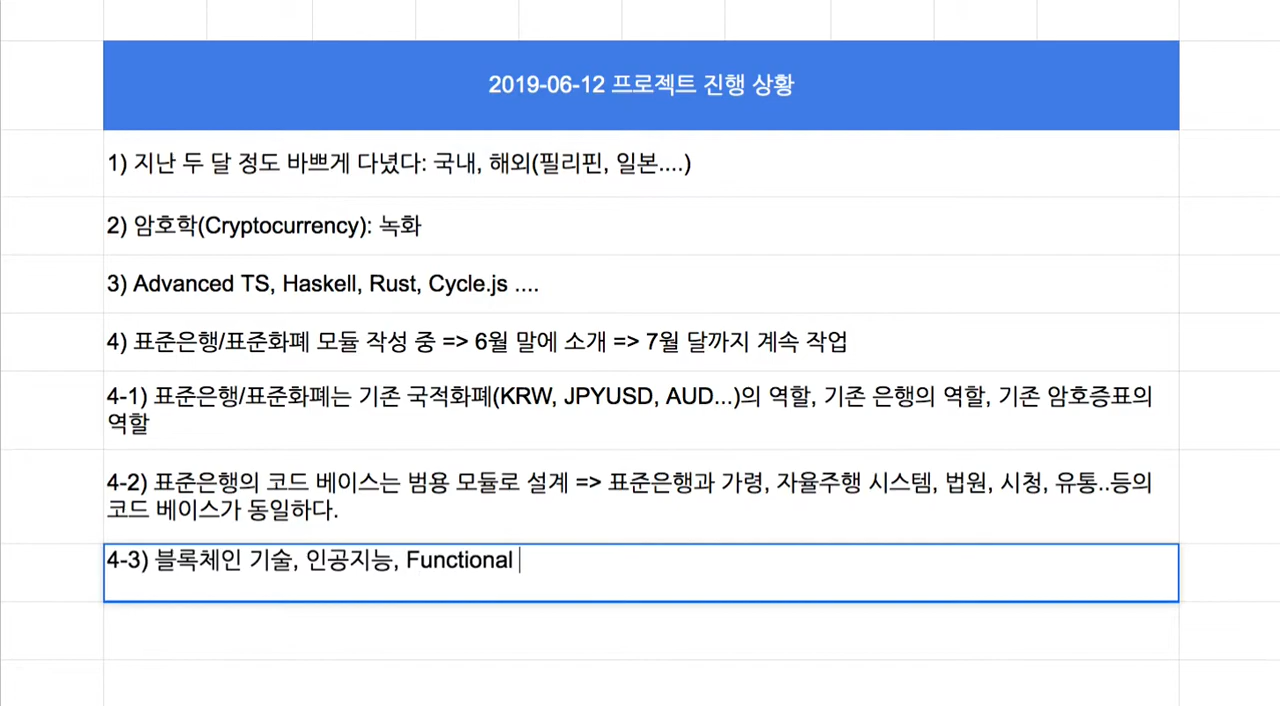 2019-06-12 프로젝트 진행 상황
1) 지난 두 달 정도 바쁘게 다녔다: 국내, 해외(필리핀, 일본....)
2) 암호학(Cryptocurrency): 녹화
3) Advanced TS, Haskell, Rust, Cycle.js ....
4) 표준은행/표준화폐 모듈 작성 중 => 6월 말에 소개 => 7월 달까지 계속 작업
4-1) 표준은행/표준화폐는 기존 국적화폐(KRW, JPYUSD, AUD...)의 역할, 기존 은행의 역할, 기존 암호증표의
역할
4-2) 표준은행의 코드 베이스는 범용 모듈로 설계 => 표준은행과 가령, 자율주행 시스템, 법원, 시청, 유통..등의
코드 베이스가 동일하다.
4-3) 블록체인 기술, 인공지능, Functional